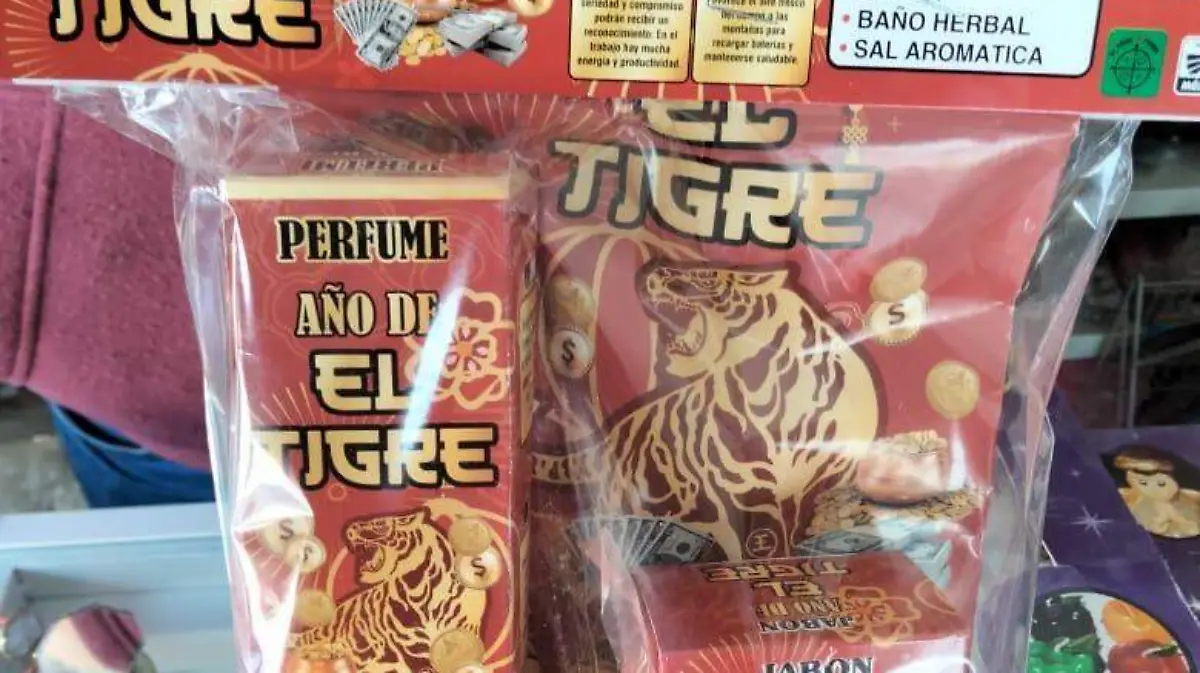 TIGRE
seriedad y compromiso
podrán recibir un
reconocimiento. En el
trabajo hay mucha
energía y productividad.
montañas para
recargar baterías y
mantenerse saludable.
• BAÑO HERBAL
• SAL AROMATICA
EL
TIGRE
PERFUME
AÑO DE
EL
TIGRE
$
$
$
$
TIGRE
EL
AÑO DE
JABON
JABON